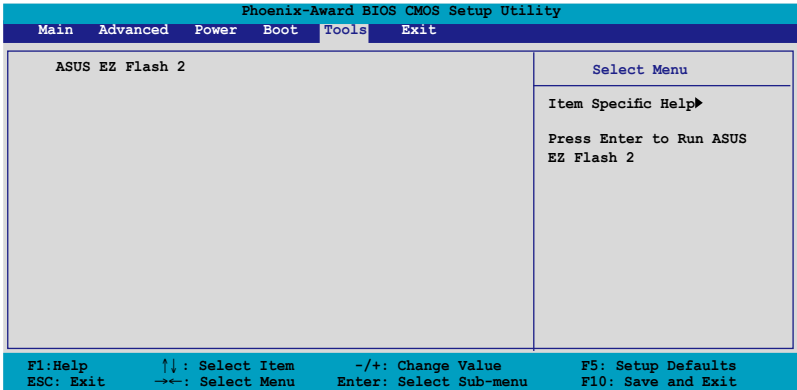 Phoenix-Award BIOS CMOS Setup Utility
Main Advanced Power Boot Tools Exit
ASUS EZ Flash 2
Select Menu
Item Specific Help▶
Press Enter to Run ASUS
EZ Flash 2
F1:Help ↑↓: Select Item -/+: Change Value F5: Setup Defaults
ESC: Exit →←: Select Menu Enter: Select Sub-menu F10: Save and Exit